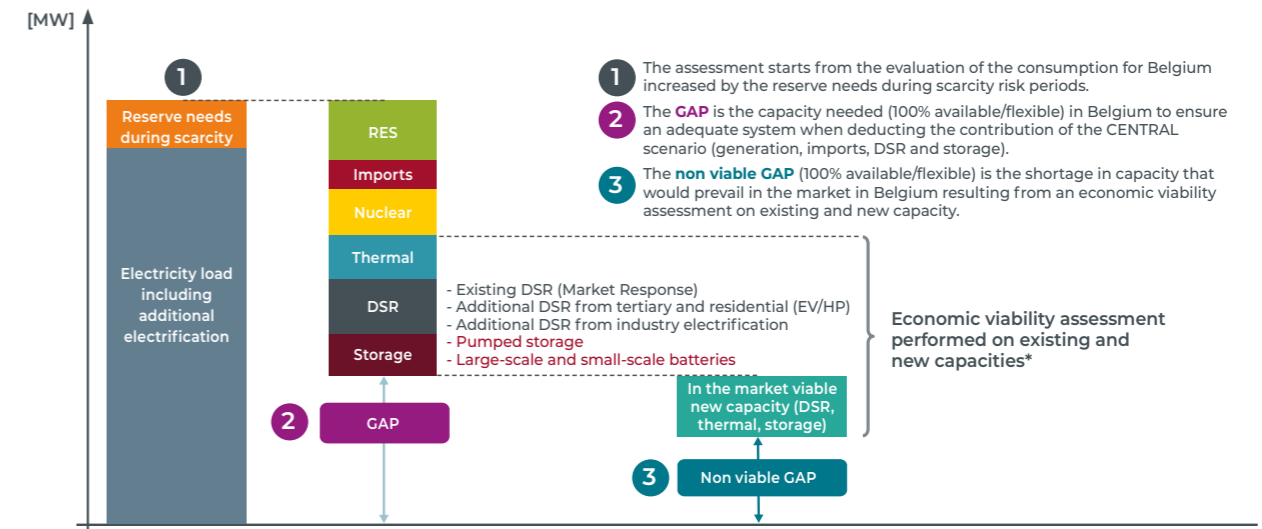 [MW]
1
Reserve needs
during scarcity
Electricity load
including
additional
electrification
RES
Imports
Nuclear
Thermal
DSR
Storage
- Existing DSR (Market Response)
- Additional DSR from tertiary and residential (EV/HP)
- Additional DSR from industry electrification
- Pumped storage
- Large-scale and small-scale batteries
2
GAP
In the market viable
new capacity (DSR,
thermal, storage)
3
Non viable GAP
1
The assessment starts from the evaluation of the consumption for Belgium
increased by the reserve needs during scarcity risk periods.
2
The GAP is the capacity needed (100% available/flexible) in Belgium to ensure
an adequate system when deducting the contribution of the CENTRAL
scenario (generation, imports, DSR and storage).
3
The non viable GAP (100% available/flexible) is the shortage in capacity that
would prevail in the market in Belgium resulting from an economic viability
assessment on existing and new capacity.
Economic viability assessment
performed on existing and
new capacities*